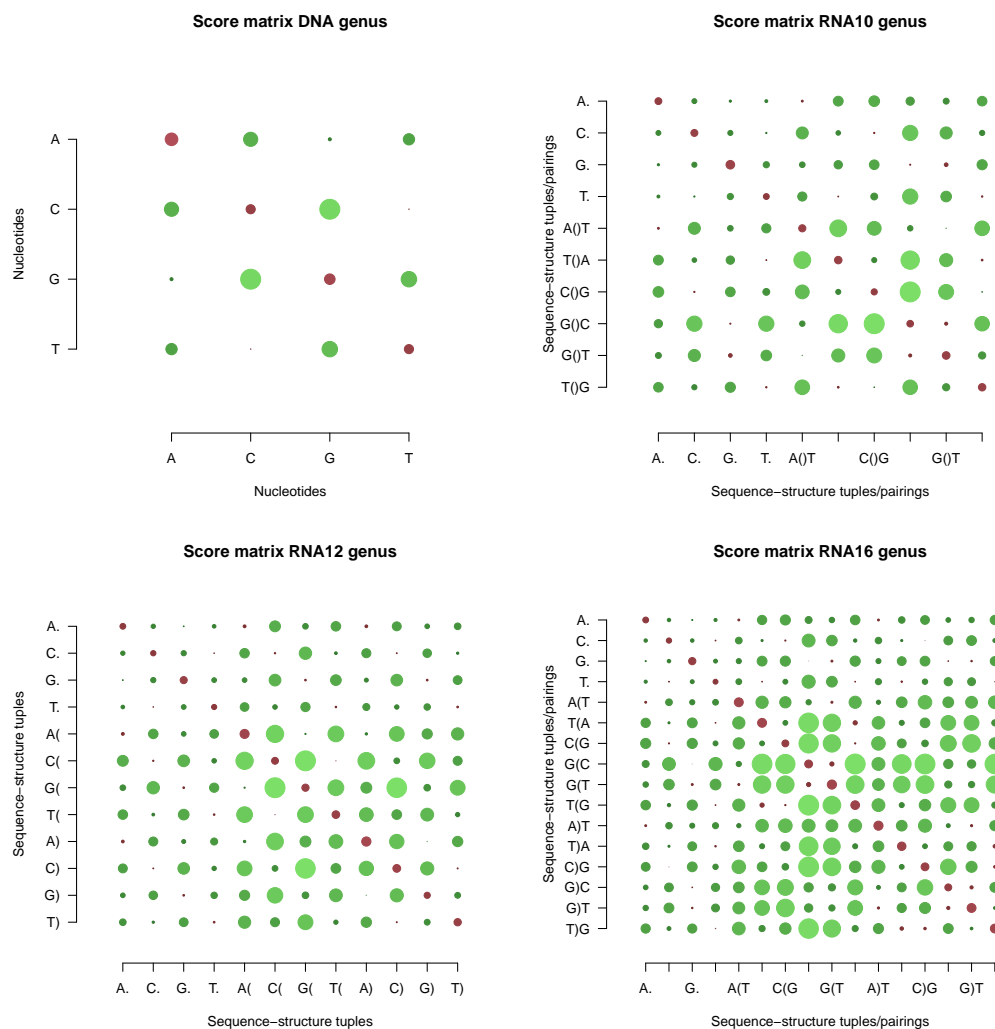 Score matrix DNA genus
Nucleotides
A
C
G
T
A C G T
Nucleotides
Score matrix RNA10 genus
Sequence−structure tuples/pairings
A.
C.
G.
T.
A()T
T()A
C()G
G()C
G()T
T()G
A. C. G. T. A()T C()G G()T
Sequence−structure tuples/pairings
Score matrix RNA12 genus
Sequence−structure tuples
A.
C.
G.
T.
A(
C(
G(
T(
A)
C)
G)
T)
A. C. G. T. A( C( G( T( A) C) G) T)
Sequence−structure tuples
Score matrix RNA16 genus
Sequence−structure tuples/pairings
A.
C.
G.
T.
A(T
T(A
C(G
G(C
G(T
T(G
A)T
T)A
C)G
G)C
G)T
T)G
A. G. A(T C(G G(T A)T C)G G)T
Sequence−structure tuples/pairings